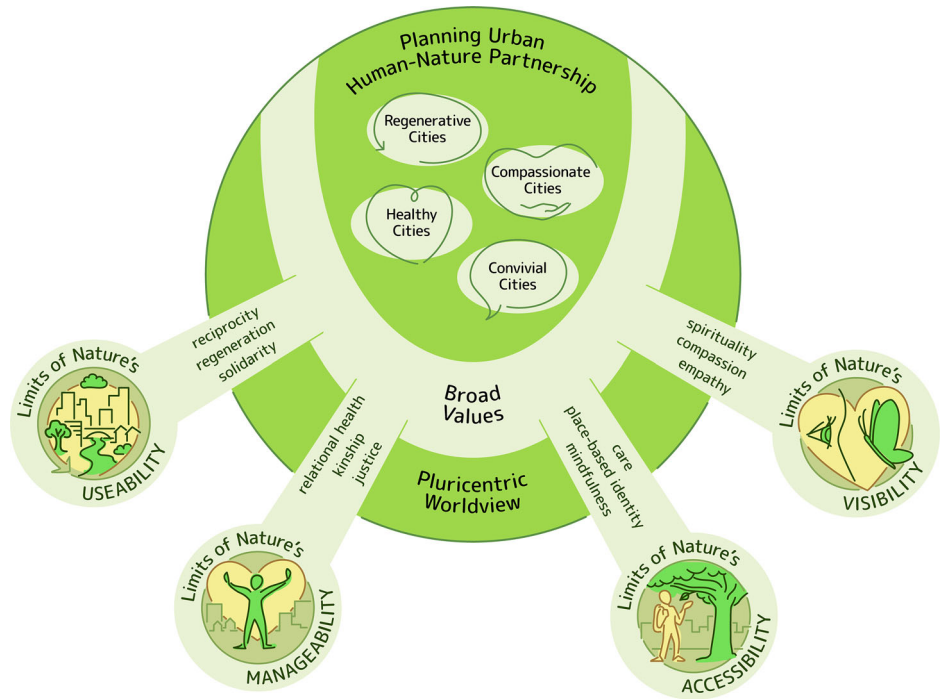 Planning Urban
Human-Nature Partnership
Regenerative
Cities
Compassionate
Cities
Healthy
Cities
Convivial
Cities
Broad
Values
Pluricentric
Worldview
reciprocity
regeneration
solidarity
Limits of Nature's
USEABILITY
relational health
kinship
justice
Limits of Nature's
MANAGEABILITY
care
place-based identity
mindfulness
Limits of Nature's
ACCESSIBILITY
spirituality
compassion
empathy
Limits of Nature's
VISIBILITY